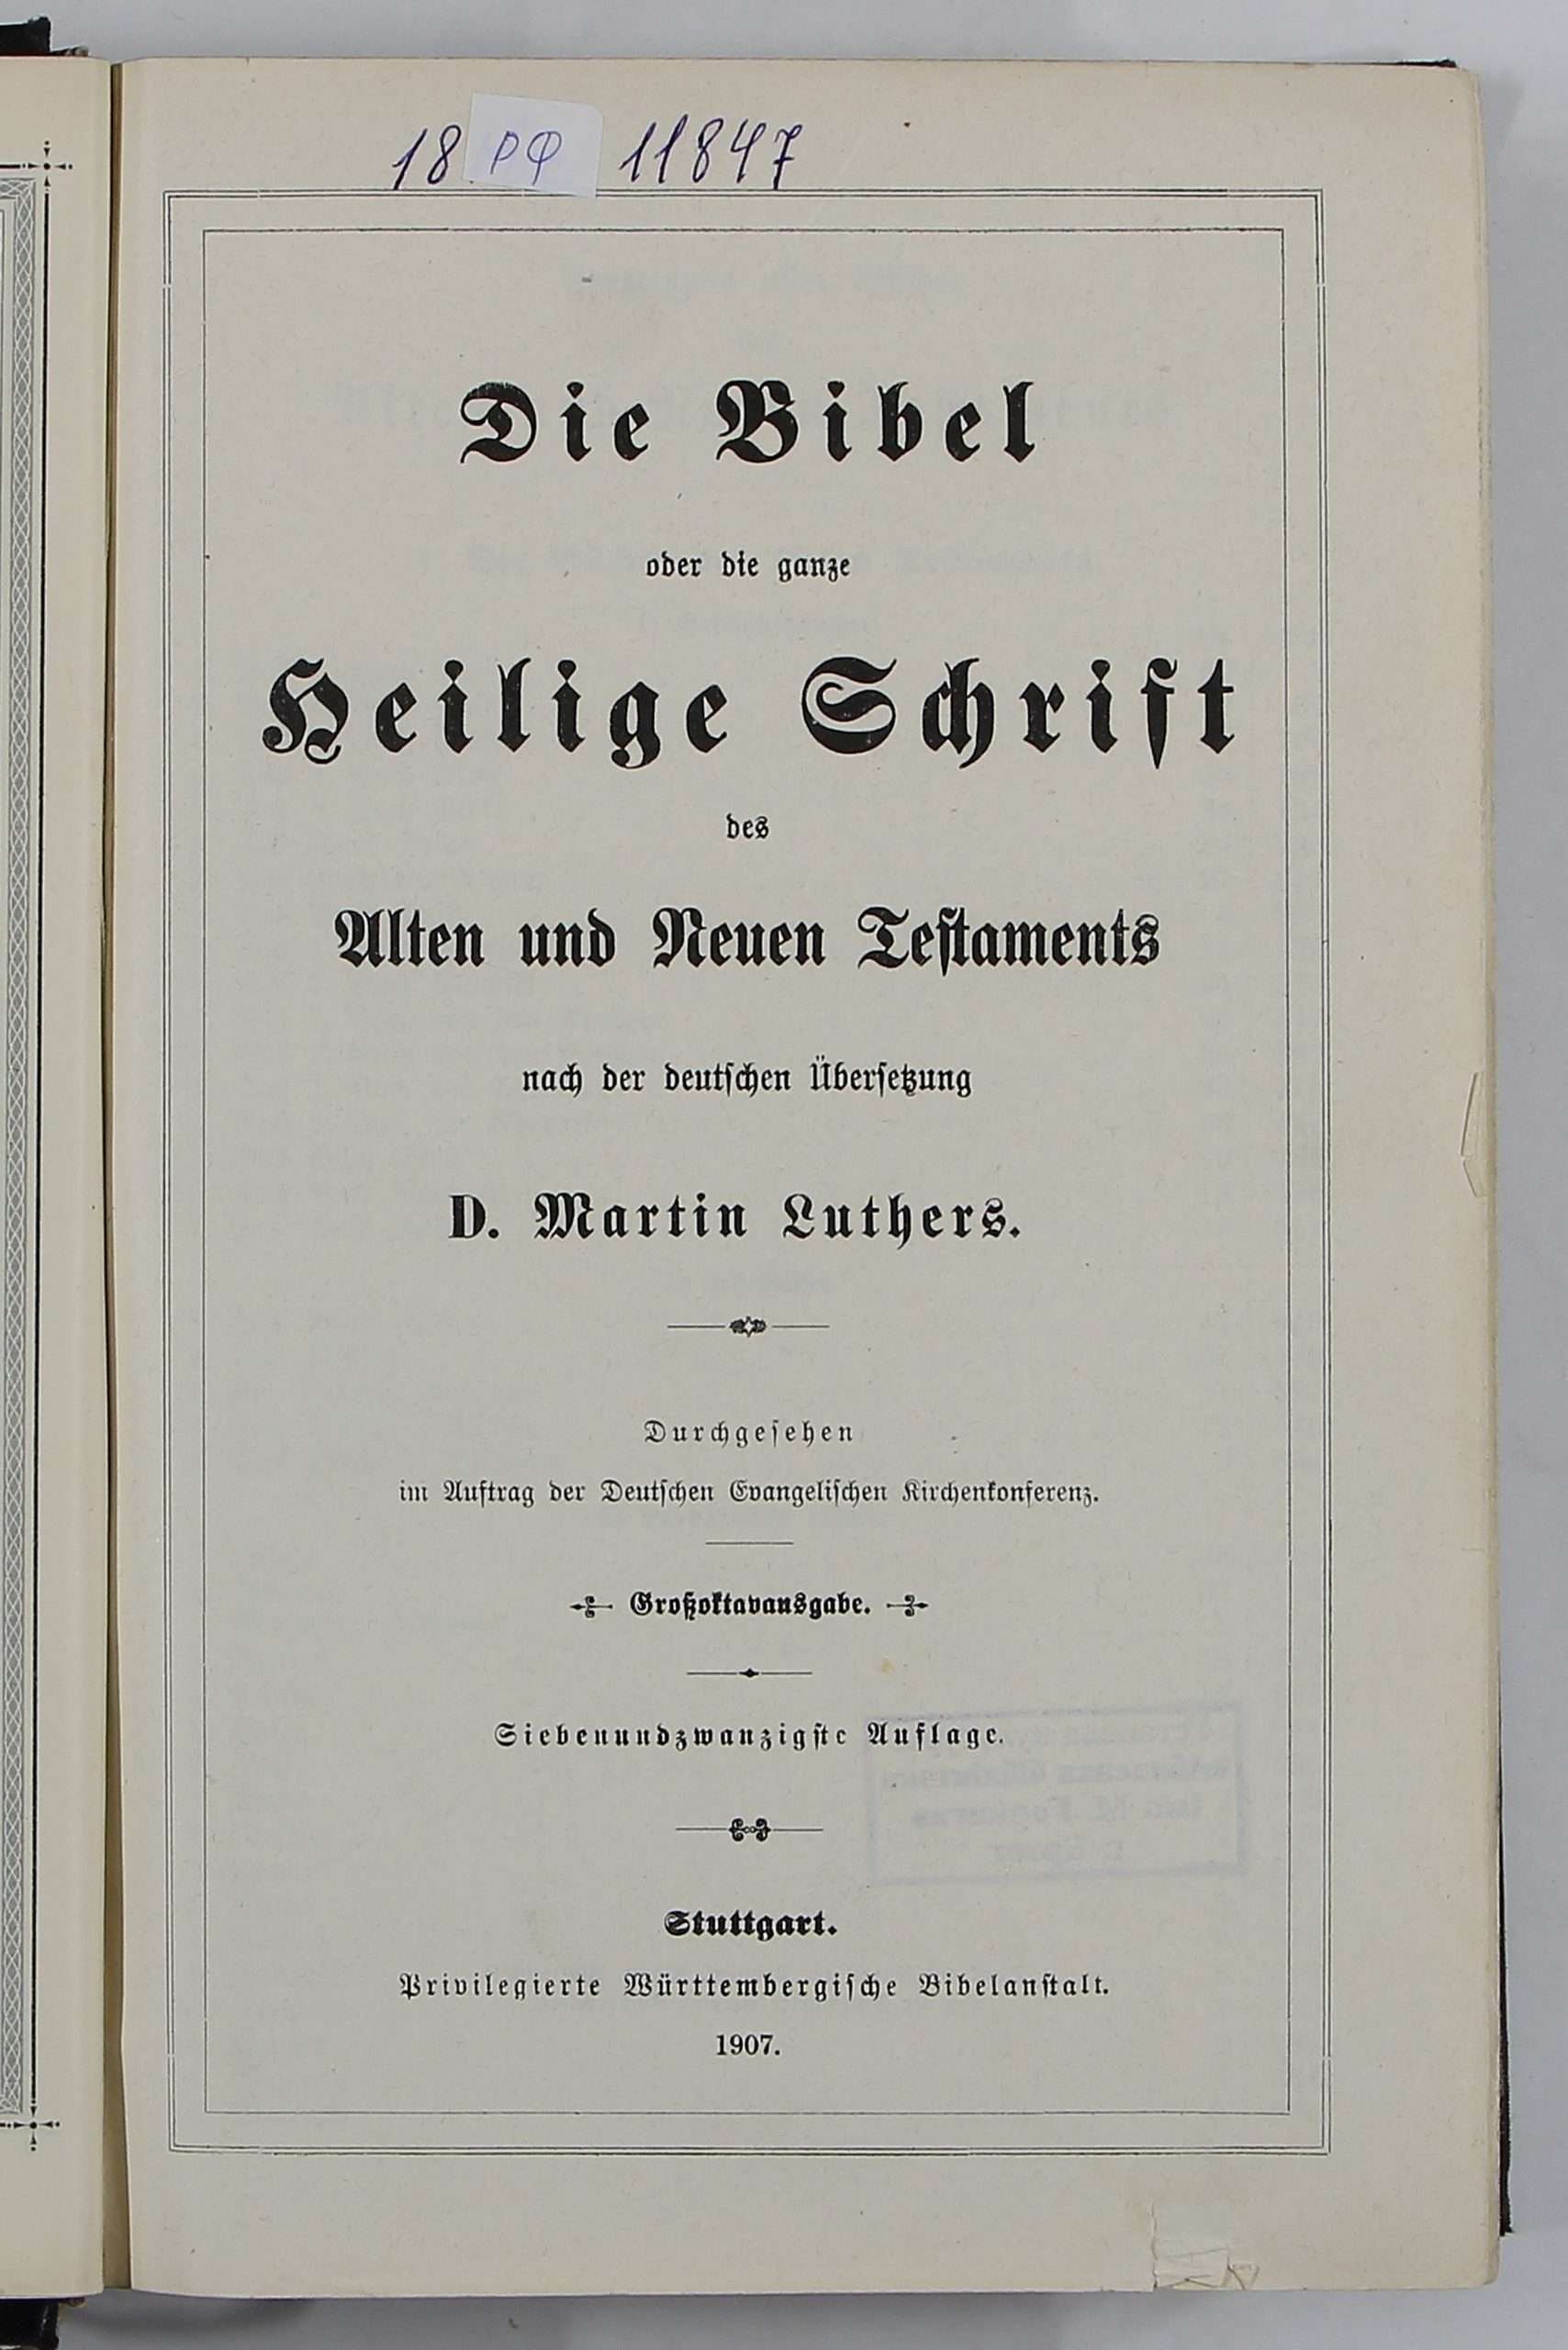 18 РФ 11847
Die Bibel
oder die ganze
Heilige Schrift
des
Alten und Neuen Testaments
nach der deutschen Übersetzung
D. Martin Luthers.
Durchgesehen
im Auftrag der Deutschen Evangelischen Kirchenkonferenz.
Großoktavausgabe.
Siebenundzwanzigste Auflage.
Stuttgart.
Privilegierte Württembergische Bibelanstalt.
1907.